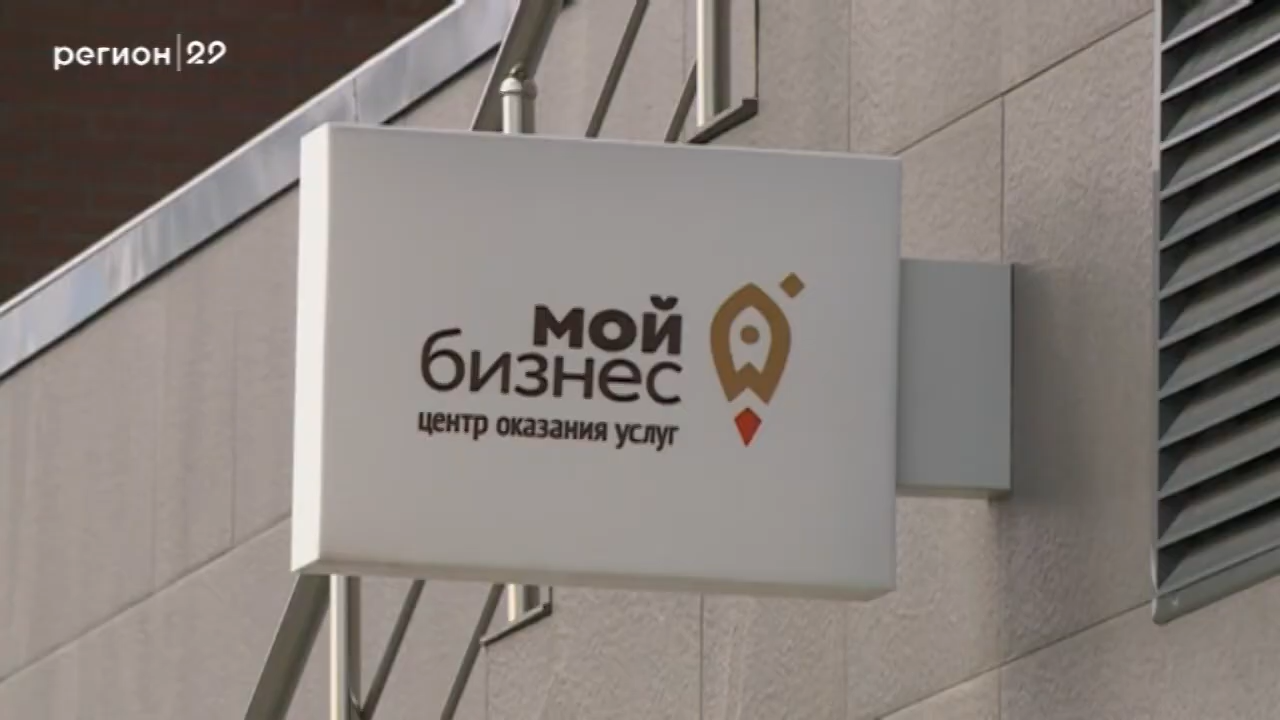 регион|29
мой
бизнес
центр оказания услуг